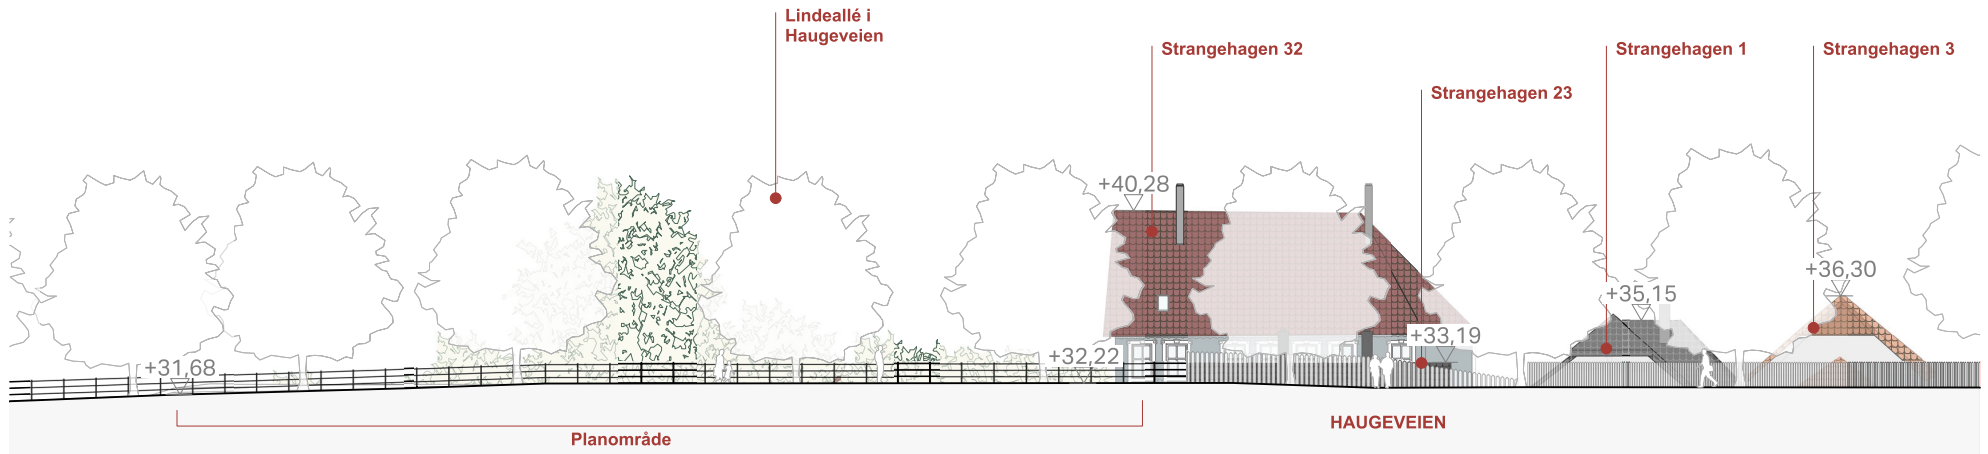 Lindeallé i
Haugeveien
Strangehagen 32
Strangehagen 1
Strangehagen 3
Strangehagen 23
+40,28
+36,30
+35,15
+33,19
+32,22
+31,68
Planområde
HAUGEVEIEN